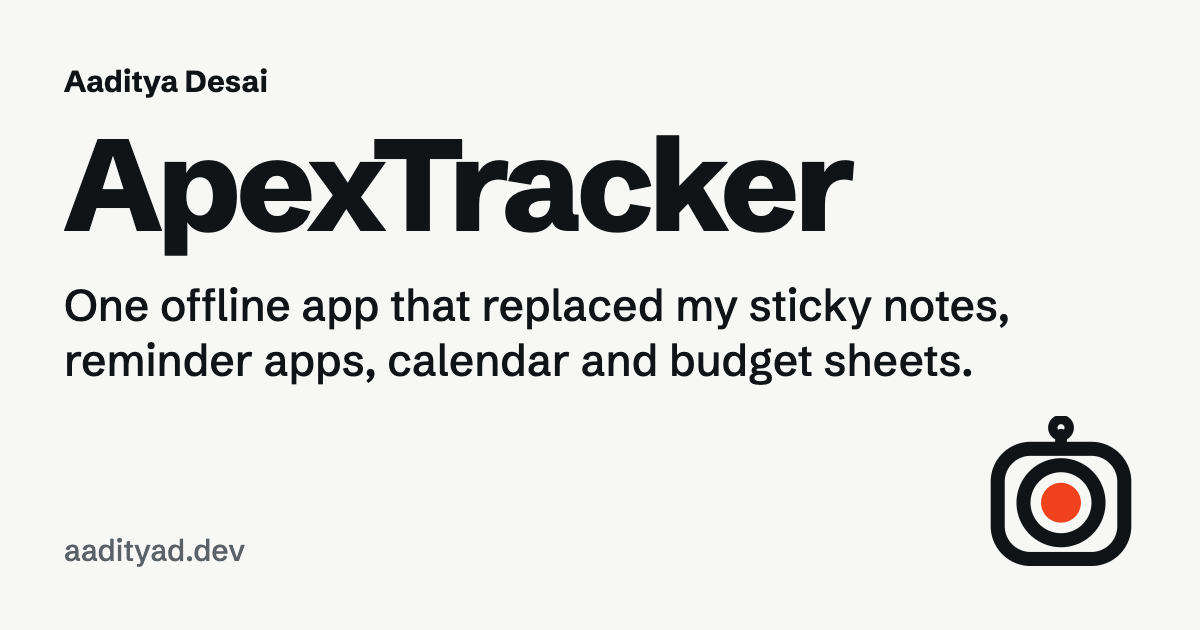 Aaditya Desai
ApexTracker
One offline app that replaced my sticky notes,
reminder apps, calendar and budget sheets.
aadityad.dev